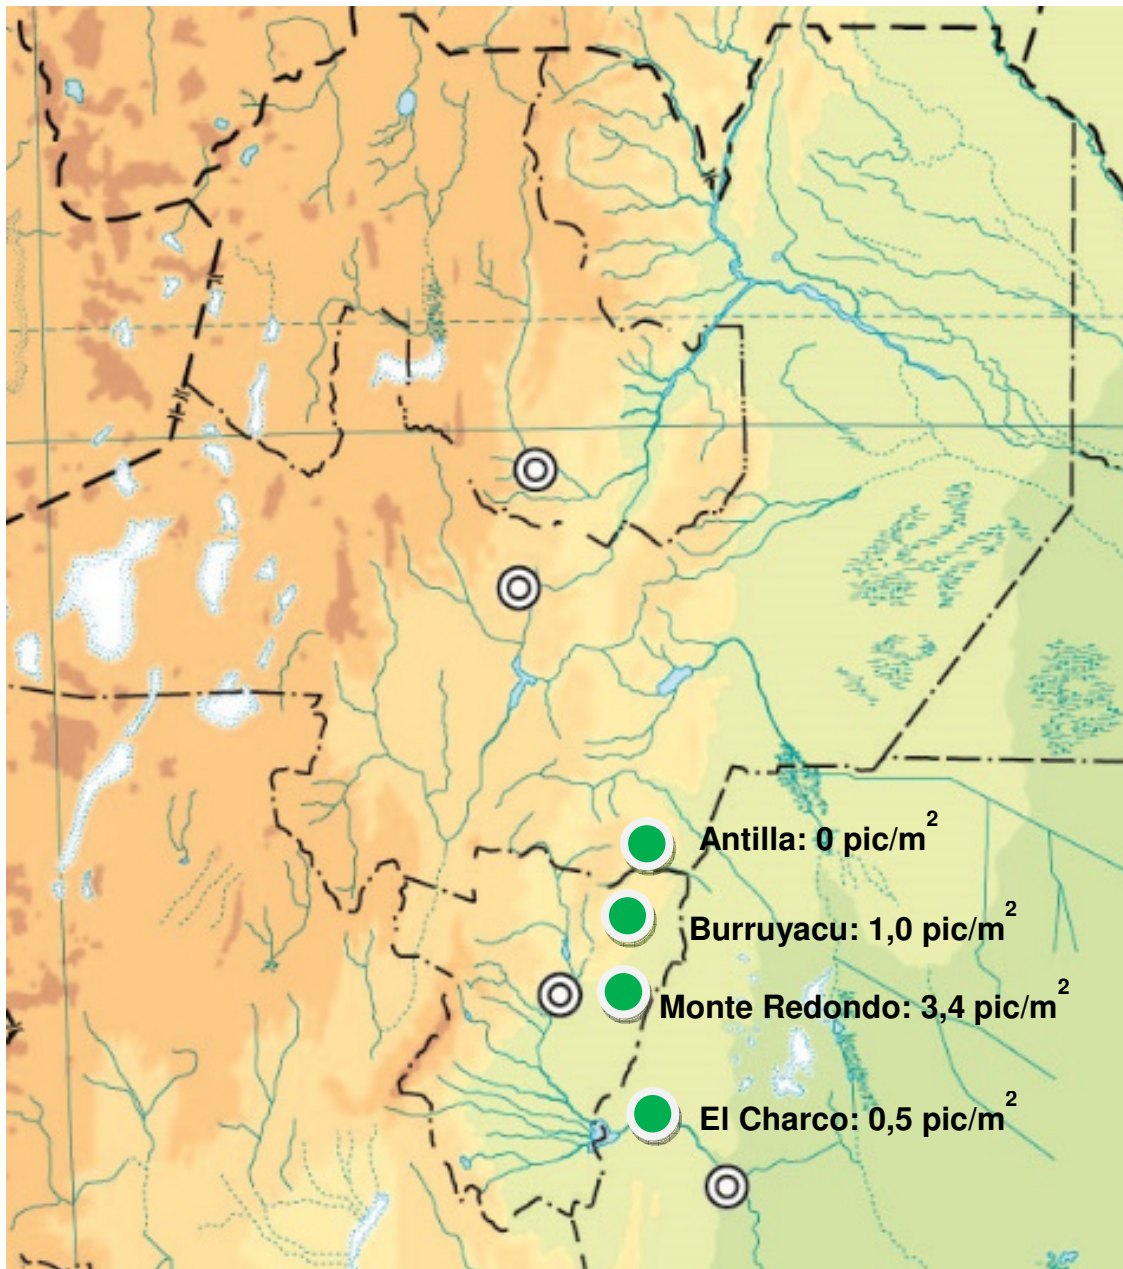 Antilla: 0 pic/m²
Burruyacu: 1,0 pic/m²
Monte Redondo: 3,4 pic/m²
El Charco: 0,5 pic/m²